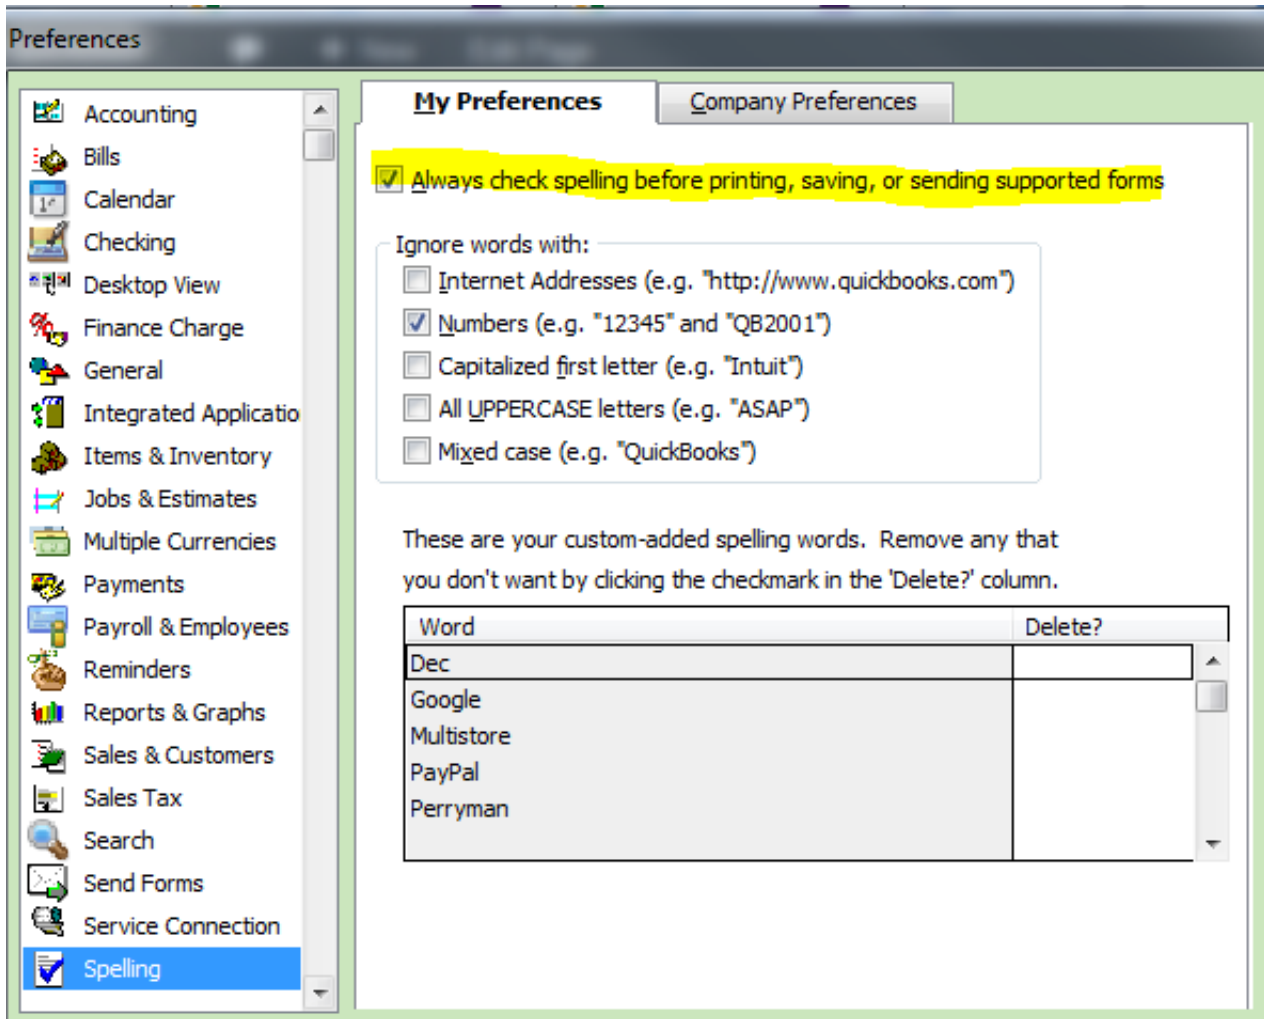 Preferences
Accounting
Bills
Calendar
Checking
Desktop View
Finance Charge
General
Integrated Applicatio
Items & Inventory
Jobs & Estimates
Multiple Currencies
Payments
Payroll & Employees
Reminders
Reports & Graphs
Sales & Customers
Sales Tax
Search
Send Forms
Service Connection
Spelling
My Preferences
Company Preferences
Always check spelling before printing, saving, or sending supported forms
Ignore words with:
Internet Addresses (e.g. "http://www.quickbooks.com")
Numbers (e.g. "12345" and "QB2001")
Capitalized first letter (e.g. "Intuit")
All UPPERCASE letters (e.g. "ASAP")
Mixed case (e.g. "QuickBooks")
These are your custom-added spelling words.  Remove any that
you don't want by clicking the checkmark in the 'Delete?' column.
Word Delete?
Dec
Google
Multistore
PayPal
Perryman